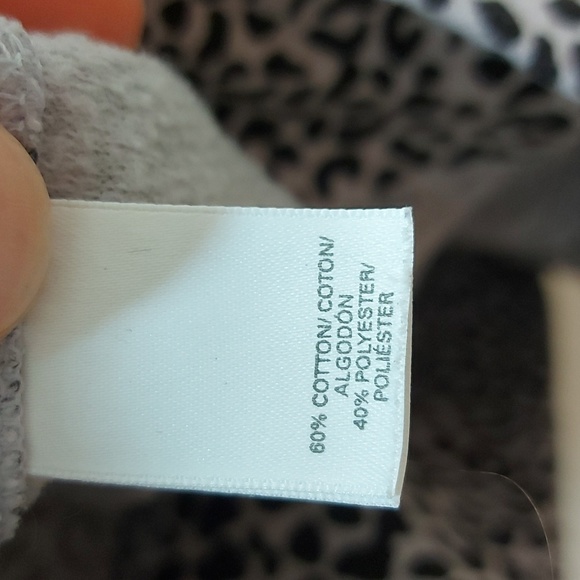 60% COTTON/ COTON/
ALGODÓN
40% POLYESTER/
POLIÉSTER